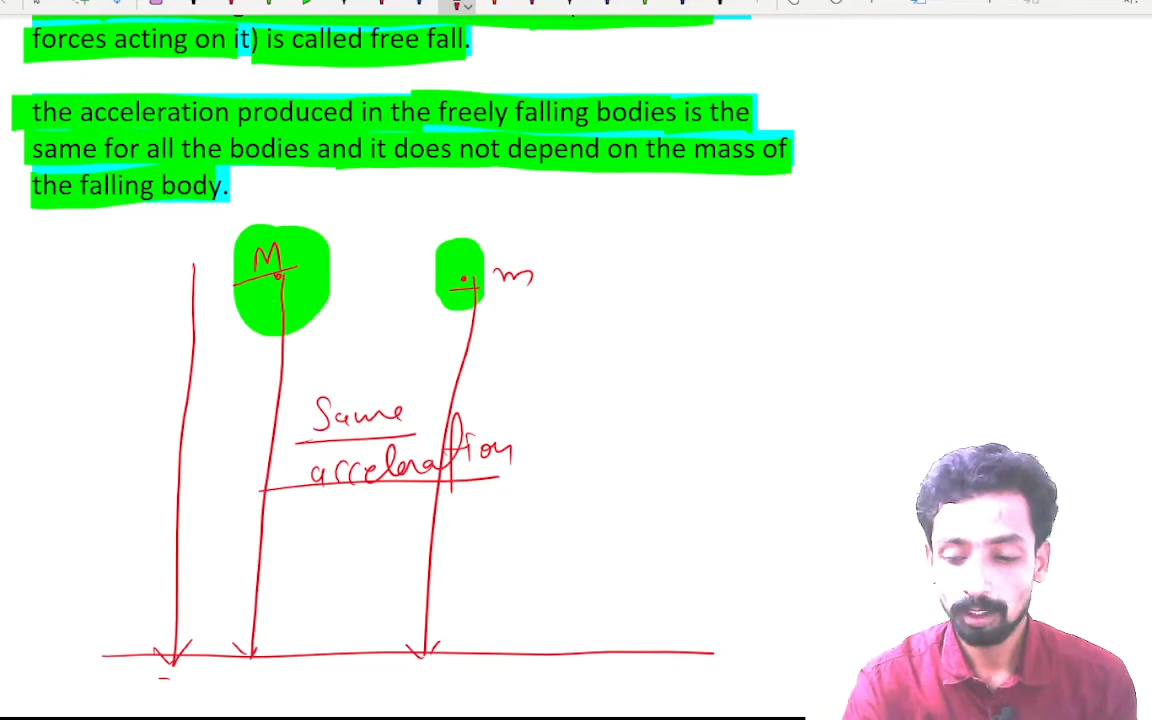 forces acting on it) is called free fall.
the acceleration produced in the freely falling bodies is the
same for all the bodies and it does not depend on the mass of
the falling body.
M
m
Same
acceleration